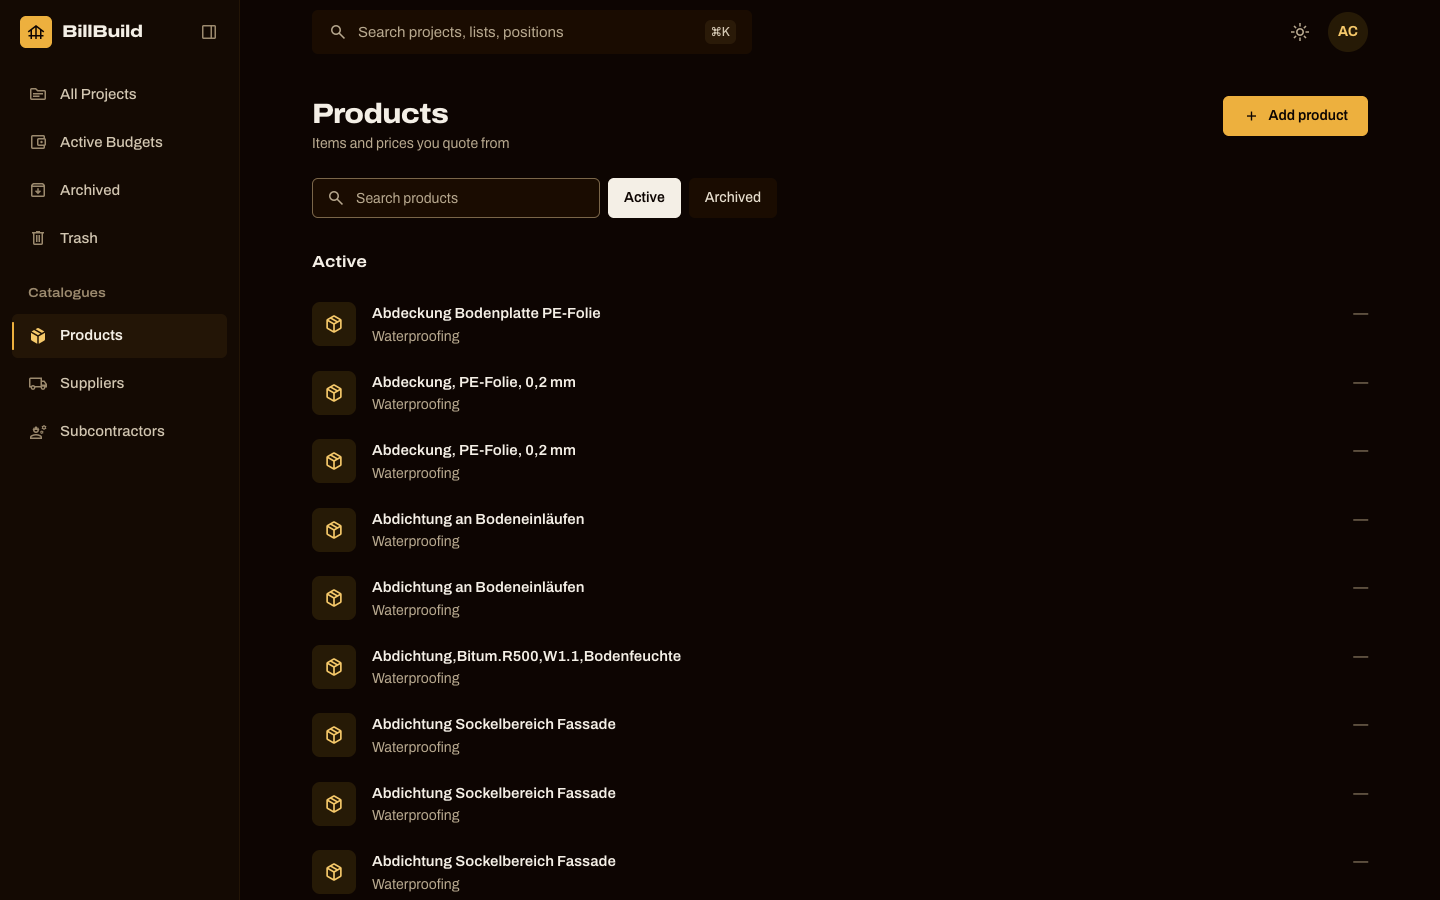 BillBuild
Search projects, lists, positions
⌘K
AC
All Projects
Active Budgets
Archived
Trash
Catalogues
Products
Suppliers
Subcontractors
Products
Items and prices you quote from
Add product
Search products
Active
Archived
Active
Abdeckung Bodenplatte PE-Folie
—
Waterproofing
Abdeckung, PE-Folie, 0,2 mm
—
Waterproofing
Abdeckung, PE-Folie, 0,2 mm
—
Waterproofing
Abdichtung an Bodeneinläufen
—
Waterproofing
Abdichtung an Bodeneinläufen
—
Waterproofing
Abdichtung,Bitum.R500,W1.1,Bodenfeuchte
—
Waterproofing
Abdichtung Sockelbereich Fassade
—
Waterproofing
Abdichtung Sockelbereich Fassade
—
Waterproofing
Abdichtung Sockelbereich Fassade
—
Waterproofing